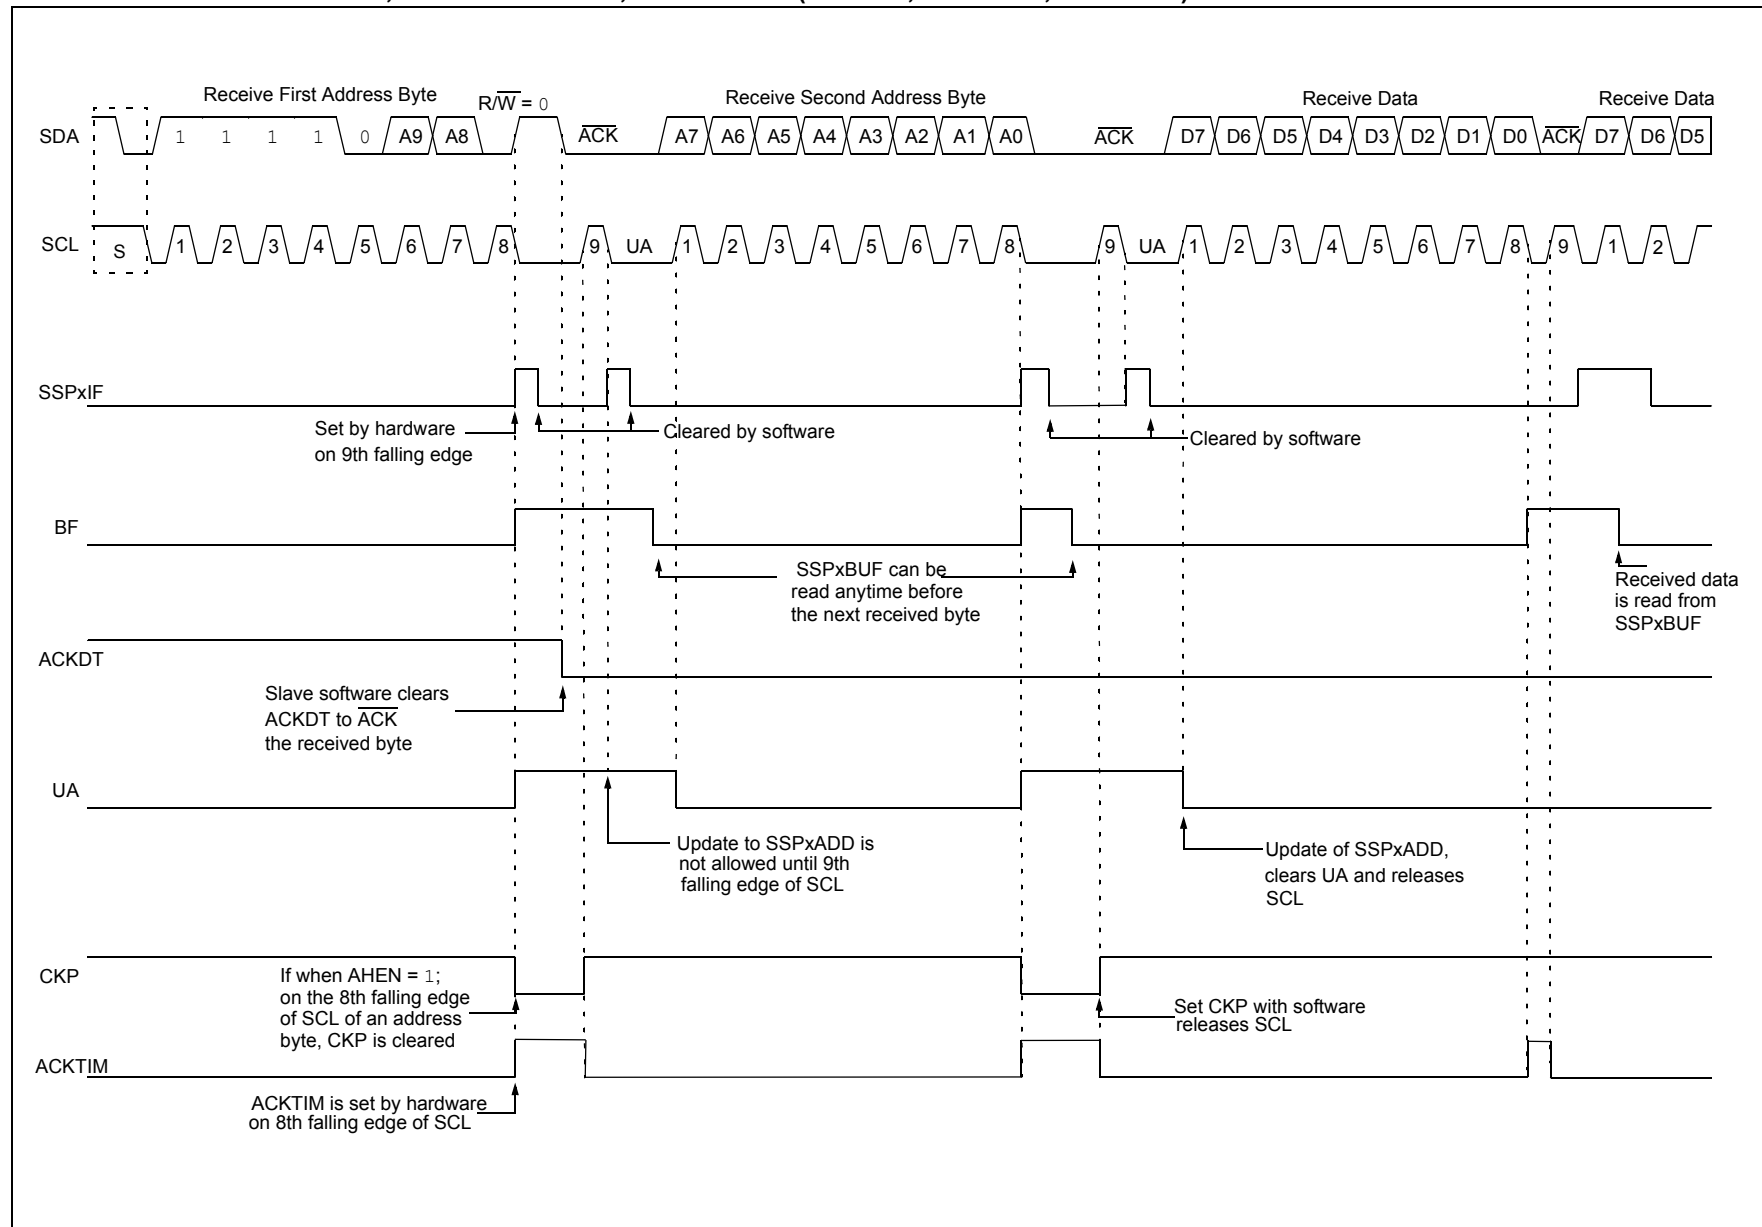 Receive First Address Byte
R/W = 0
Receive Second Address Byte
Receive Data
Receive Data
SDA
1 1 1 1 0 A9 A8
ACK
A7 A6 A5 A4 A3 A2 A1 A0
ACK
D7 D6 D5 D4 D3 D2 D1 D0
ACK
D7 D6 D5
SCL
S
1 2 3 4 5 6 7 8 9 UA
1 2 3 4 5 6 7 8 9 UA
1 2 3 4 5 6 7 8 9
1 2
SSPxIF
Set by hardware
on 9th falling edge
Cleared by software
Cleared by software
BF
SSPxBUF can be
read anytime before
the next received byte
Received data
is read from
SSPxBUF
ACKDT
Slave software clears
ACKDT to ACK
the received byte
UA
Update to SSPxADD is
not allowed until 9th
falling edge of SCL
Update of SSPxADD,
clears UA and releases
SCL
CKP
If when AHEN = 1;
on the 8th falling edge
of SCL of an address
byte, CKP is cleared
Set CKP with software
releases SCL
ACKTIM
ACKTIM is set by hardware
on 8th falling edge of SCL